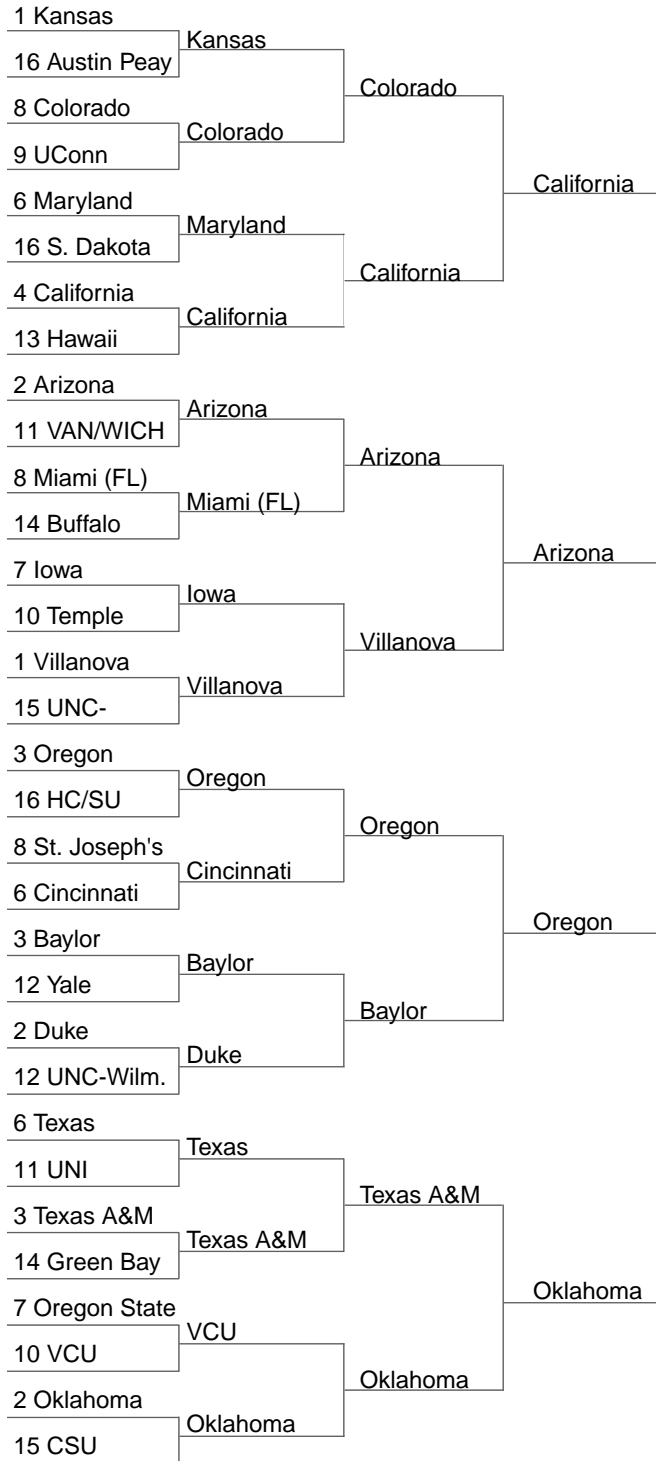 1 Kansas
16 Austin Peay
8 Colorado
9 UConn
6 Maryland
16 S. Dakota
4 California
13 Hawaii
2 Arizona
11 VAN/WICH
8 Miami (FL)
14 Buffalo
7 Iowa
10 Temple
1 Villanova
15 UNC-
3 Oregon
16 HC/SU
8 St. Joseph's
6 Cincinnati
3 Baylor
12 Yale
2 Duke
12 UNC-Wilm.
6 Texas
11 UNI
3 Texas A&M
14 Green Bay
7 Oregon State
10 VCU
2 Oklahoma
15 CSU
Kansas
Colorado
Maryland
California
Arizona
Miami (FL)
Iowa
Villanova
Oregon
Cincinnati
Baylor
Duke
Texas
Texas A&M
VCU
Oklahoma
Colorado
California
Arizona
Villanova
Oregon
Baylor
Texas A&M
Oklahoma
California
Arizona
Oregon
Oklahoma